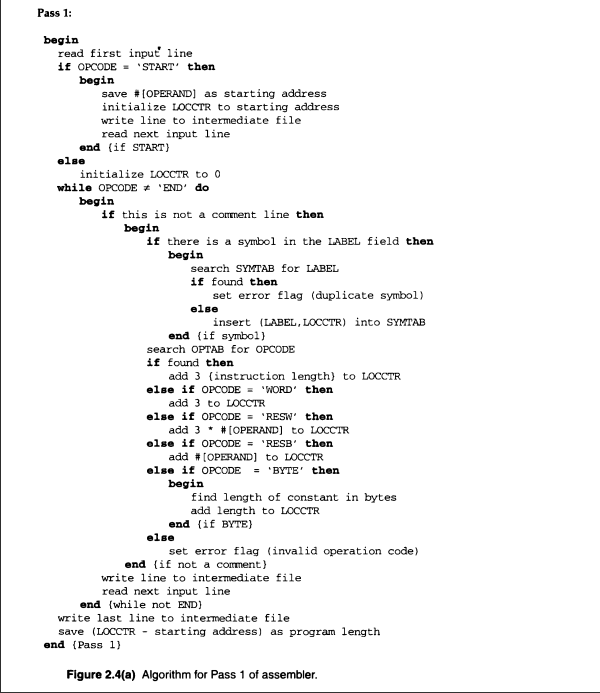 Pass 1:
begin
read first input line
if OPCODE = 'START' then
begin
save #[OPERAND] as starting address
initialize LOCCTR to starting address
write line to intermediate file
read next input line
end {if START}
else
initialize LOCCTR to 0
while OPCODE ≠ 'END' do
begin
if this is not a comment line then
begin
if there is a symbol in the LABEL field then
begin
search SYMTAB for LABEL
if found then
set error flag (duplicate symbol)
else
insert (LABEL,LOCCTR) into SYMTAB
end {if symbol}
search OPTAB for OPCODE
if found then
add 3 {instruction length} to LOCCTR
else if OPCODE = 'WORD' then
add 3 to LOCCTR
else if OPCODE = 'RESW' then
add 3 * #[OPERAND] to LOCCTR
else if OPCODE = 'RESB' then
add #[OPERAND] to LOCCTR
else if OPCODE = 'BYTE' then
begin
find length of constant in bytes
add length to LOCCTR
end {if BYTE}
else
set error flag (invalid operation code)
end {if not a comment}
write line to intermediate file
read next input line
end {while not END}
write last line to intermediate file
save (LOCCTR - starting address) as program length
end {Pass 1}
Figure 2.4(a) Algorithm for Pass 1 of assembler.